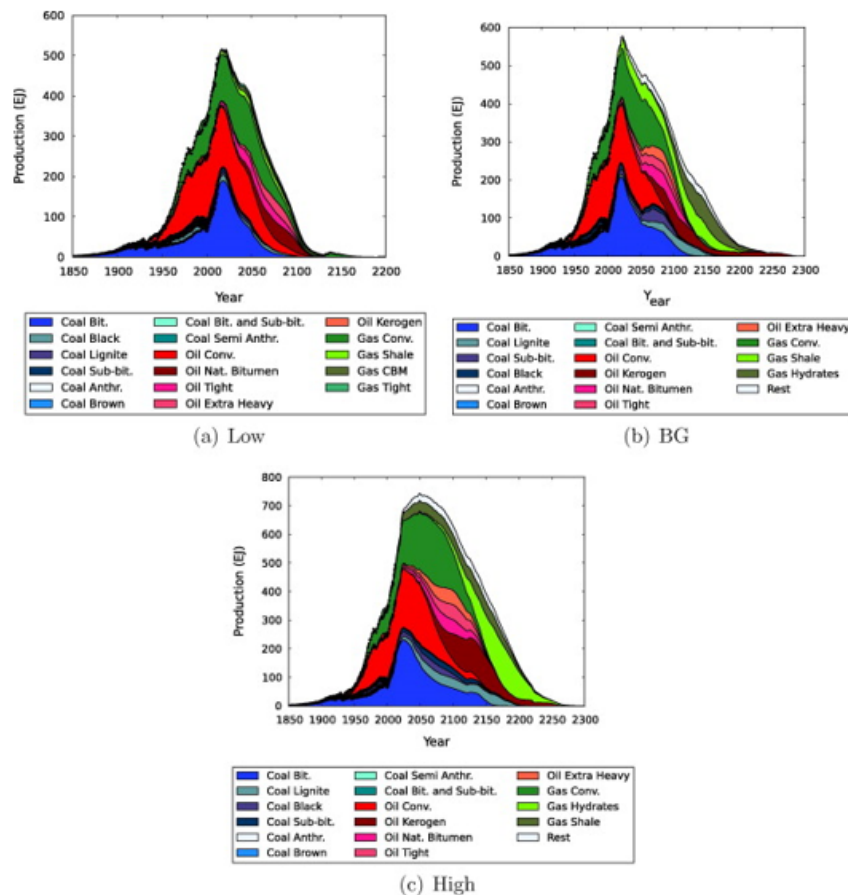 600
500
400
300
200
100
0
Production (EJ)
1850 1900 1950 2000 2050 2100 2150 2200
Year
Coal Bit. Coal Bit. and Sub-bit. Oil Kerogen
Coal Black Coal Semi Anthr. Gas Conv.
Coal Lignite Oil Conv. Gas Shale
Coal Sub-bit. Oil Nat. Bitumen Gas CBM
Coal Anthr. Oil Tight Gas Tight
Coal Brown Oil Extra Heavy
(a) Low
600
500
400
300
200
100
0
Production (EJ)
1850 1900 1950 2000 2050 2100 2150 2200 2250 2300
Year
Coal Bit. Coal Semi Anthr. Oil Extra Heavy
Coal Lignite Coal Bit. and Sub-bit. Gas Conv.
Coal Sub-bit. Oil Conv. Gas Shale
Coal Black Oil Kerogen Gas Hydrates
Coal Anthr. Oil Nat. Bitumen Rest
Coal Brown Oil Tight
(b) BG
800
700
600
500
400
300
200
100
0
Production (EJ)
1850 1900 1950 2000 2050 2100 2150 2200 2250 2300
Year
Coal Bit. Coal Semi Anthr. Oil Extra Heavy
Coal Lignite Coal Bit. and Sub-bit. Gas Conv.
Coal Black Oil Conv. Gas Hydrates
Coal Sub-bit. Oil Kerogen Gas Shale
Coal Anthr. Oil Nat. Bitumen Rest
Coal Brown Oil Tight
(c) High